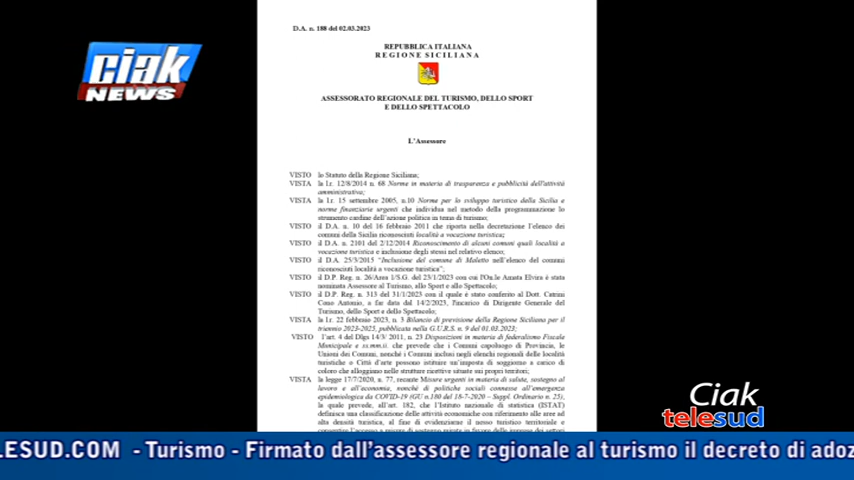 D.A. n. 188 del 02.03.2023
REPUBBLICA ITALIANA
REGIONE SICILIANA
ciak
NEWS
ASSESSORATO REGIONALE DEL TURISMO, DELLO SPORT
E DELLO SPETTACOLO
L'Assessore
VISTO lo Statuto della Regione Siciliana;
VISTA la l.r. 12/8/2014 n. 68 Norme in materia di trasparenza e pubblicità dell'attività
amministrativa;
VISTA la l.r. 15 settembre 2005, n.10 Norme per lo sviluppo turistico della Sicilia e
norme finanziarie urgenti che individua nel metodo della programmazione lo
strumento cardine dell'azione politica in tema di turismo;
VISTO il D.A. n. 10 del 16 febbraio 2011 che riporta nella decretazione l'elenco dei
comuni della Sicilia riconosciuti località a vocazione turistica;
VISTO il D.A. n. 2101 del 2/12/2014 Riconoscimento di alcuni comuni quali località a
vocazione turistica e inclusione degli stessi nel relativo elenco;
VISTO il D.A. 25/3/2015 “Inclusione del comune di Maletto nell'elenco del comuni
riconosciuti località a vocazione turistica”;
VISTO il D.P. Reg. n. 26/Area 1/S.G. del 23/1/2023 con cui l'On.le Amata Elvira è stata
nominata Assessore al Turismo, allo Sport e allo Spettacolo;
VISTO il D.P. Reg. n. 313 del 31/1/2023 con il quale è stato conferito al Dott. Cartini
Cono Antonio, a far data dal 14/2/2023, l'incarico di Dirigente Generale del
Turismo, dello Sport e dello Spettacolo;
VISTA la l.r. 22 febbraio 2023, n. 3 Bilancio di previsione della Regione Siciliana per il
triennio 2023-2025, pubblicata nella G.U.R.S. n. 9 del 01.03.2023;
VISTO l'art. 4 del Dlgs 14/3/ 2011, n. 23 Disposizioni in materia di federalismo Fiscale
Municipale e ss.mm.ii. che prevede che i Comuni capoluogo di Provincia, le
Unioni dei Comuni, nonché i Comuni inclusi negli elenchi regionali delle località
turistiche o Città d'arte possono istituire un'imposta di soggiorno a carico di
coloro che alloggiano nelle strutture ricettive situate sui propri territori;
VISTA la legge 17/7/2020, n. 77, recante Misure urgenti in materia di salute, sostegno al
lavoro e all'economia, nonché di politiche sociali connessa all'emergenza
epidemiologica da COVID-19 (GU n.180 del 18-7-2020 – Suppl. Ordinario n. 25),
la quale prevede, all'art. 182, che l'Istituto nazionale di statistica (ISTAT)
definisca una classificazione delle attività economiche con riferimento alle aree ad
alta densità turistica, al fine di evidenziarne il nesso turistico territoriale e
consentire l'accesso a misure di sostegno mirate in favore delle imprese dei settori
Ciak
telesud
LESUD.COM - Turismo - Firmato dall'assessore regionale al turismo il decreto di adoz